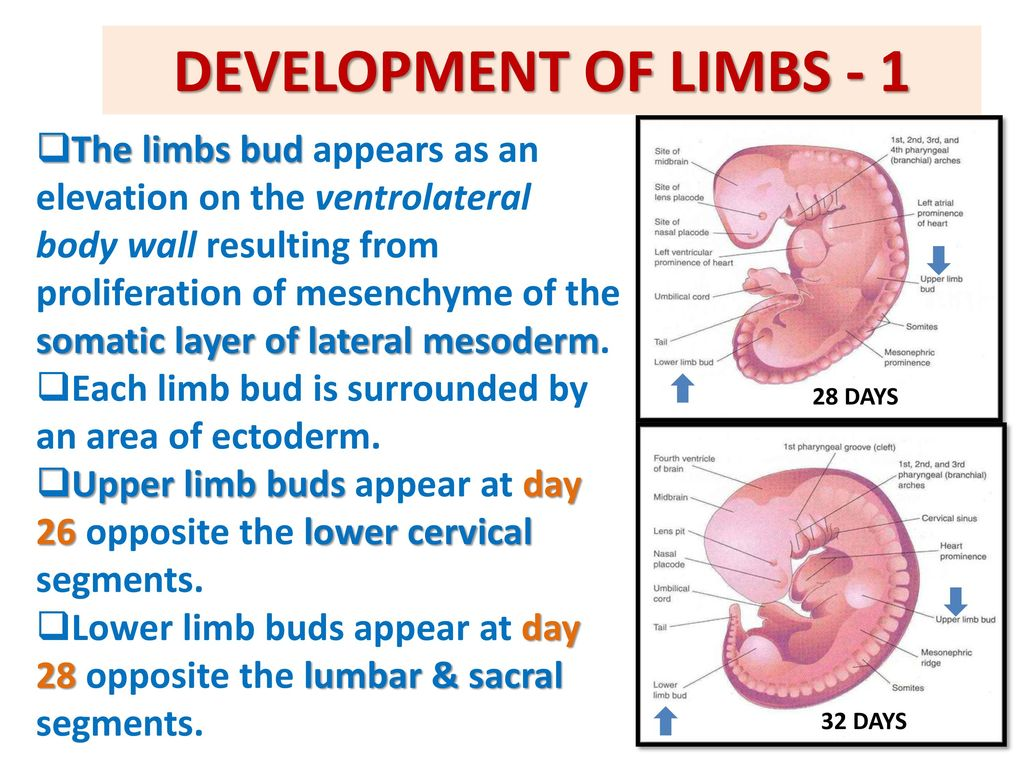 DEVELOPMENT OF LIMBS - 1
❑The limbs bud appears as an
elevation on the ventrolateral
body wall resulting from
proliferation of mesenchyme of the
somatic layer of lateral mesoderm.
❑Each limb bud is surrounded by
an area of ectoderm.
❑Upper limb buds appear at day
26 opposite the lower cervical
segments.
❑Lower limb buds appear at day
28 opposite the lumbar & sacral
segments.
Site of
midbrain
Site of
lens placode
Site of
nasal placode
Left ventricular
prominence of heart
Umbilical cord
Tail
Lower limb bud
1st, 2nd, 3rd, and
4th pharyngeal
(branchial) arches
Left atrial
prominence
of heart
Upper limb
bud
Somites
Mesonephric
prominence
28 DAYS
1st pharyngeal groove (cleft)
Fourth ventricle
of brain
Midbrain
Lens pit
Nasal
placode
Umbilical
cord
Tail
Lower
limb bud
1st, 2nd, and 3rd
pharyngeal (branchial)
arches
Cervical sinus
Heart
prominence
Upper limb bud
Mesonephric
ridge
Somites
32 DAYS